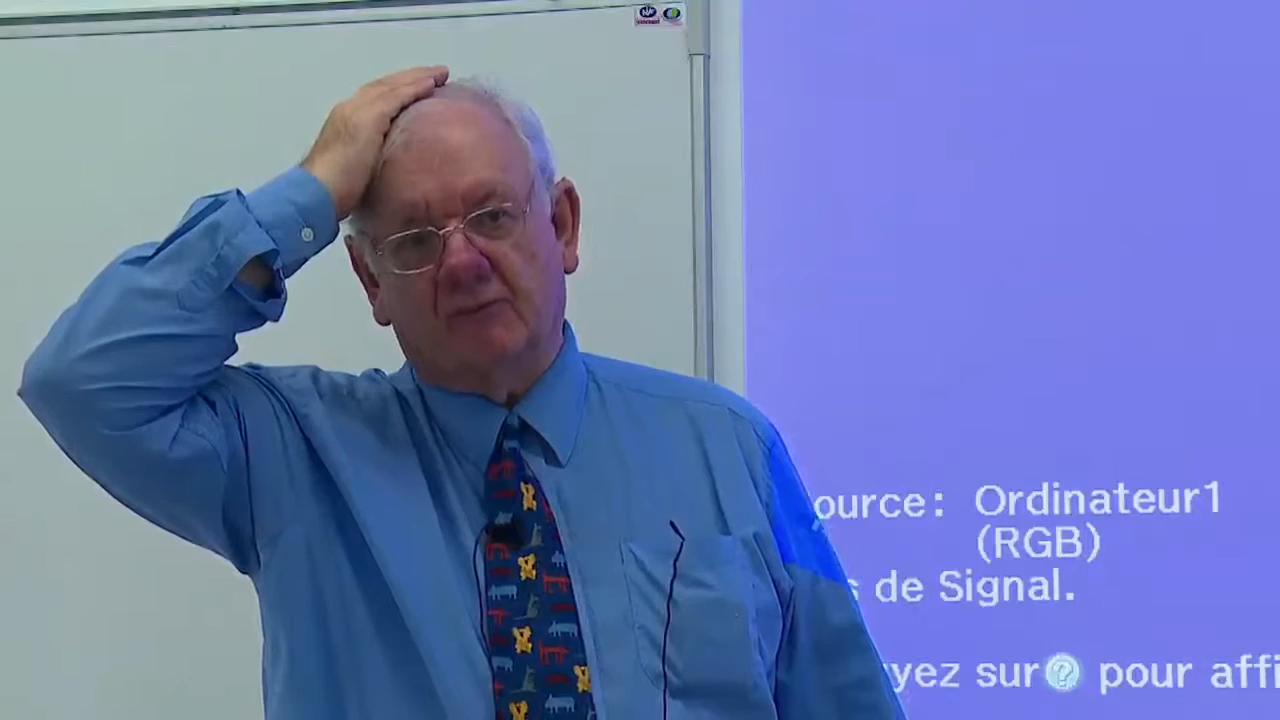 ource: Ordinateur1
(RGB)
s de Signal.
yez sur ? pour affi